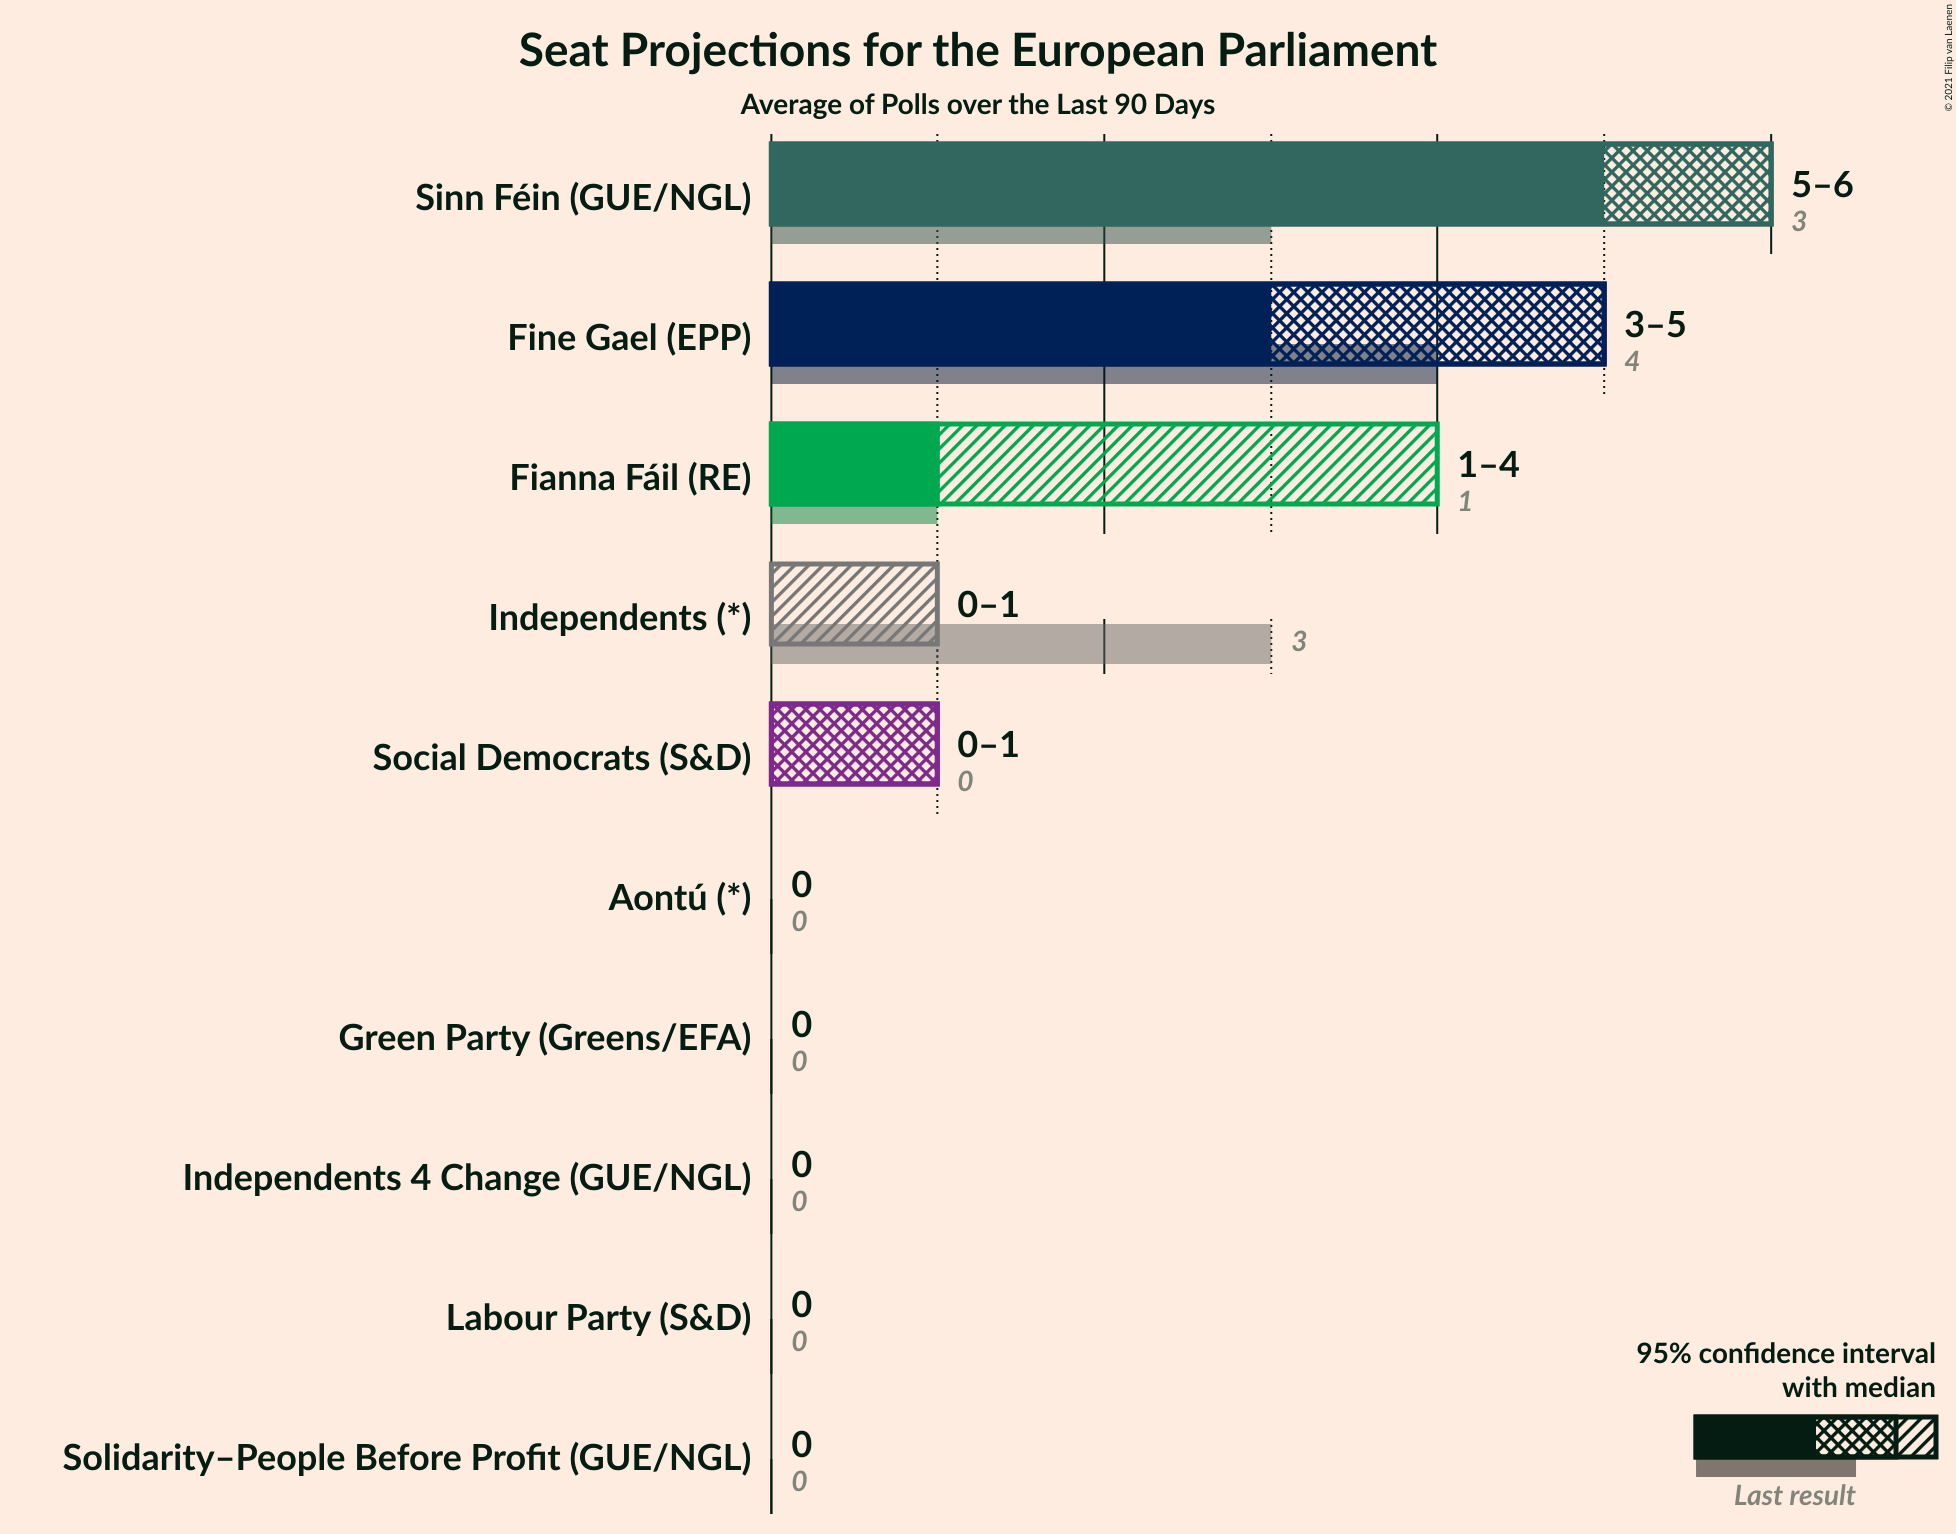 Seat Projections for the European Parliament
Average of Polls over the Last 90 Days
© 2021 Filip van Laenen
Sinn Féin (GUE/NGL)
5–6
3
Fine Gael (EPP)
3–5
4
Fianna Fáil (RE)
1–4
1
Independents (*)
0–1
3
Social Democrats (S&D)
0–1
0
Aontú (*)
0
0
Green Party (Greens/EFA)
0
0
Independents 4 Change (GUE/NGL)
0
0
Labour Party (S&D)
0
0
Solidarity–People Before Profit (GUE/NGL)
0
0
95% confidence interval
with median
Last result